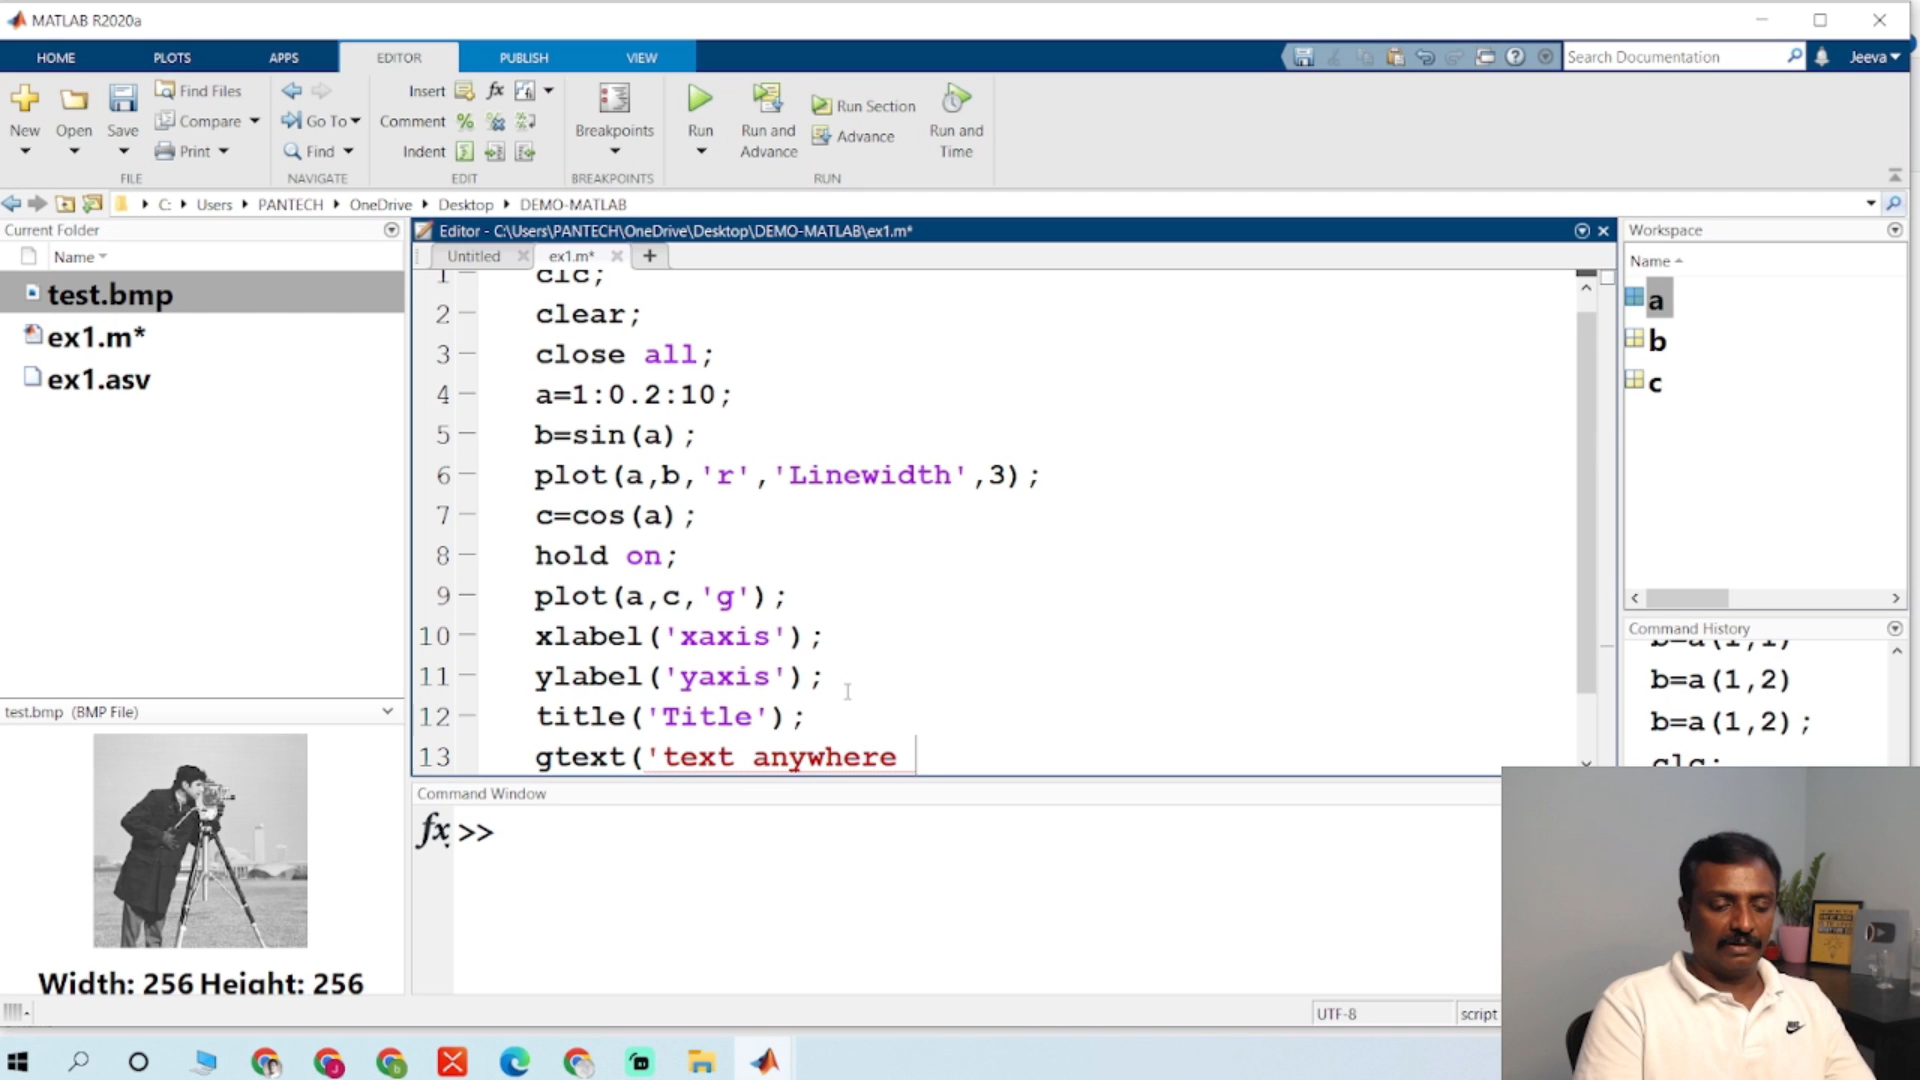 MATLAB R2020a
HOME PLOTS APPS EDITOR PUBLISH VIEW Search Documentation Jeeva
New Open Save Find Files Compare Print
FILE
Go To Find
NAVIGATE
Insert fx
Comment
Indent
EDIT
Breakpoints
BREAKPOINTS
Run Run and Advance Run Section Advance Run and Time
RUN
C: Users PANTECH OneDrive Desktop DEMO-MATLAB
Current Folder
Name
test.bmp
ex1.m*
ex1.asv
test.bmp (BMP File)
Width: 256 Height: 256
Editor - C:\Users\PANTECH\OneDrive\Desktop\DEMO-MATLAB\ex1.m*
Untitled ex1.m*
1 clc;
2 clear;
3 close all;
4 a=1:0.2:10;
5 b=sin(a);
6 plot(a,b,'r','Linewidth',3);
7 c=cos(a);
8 hold on;
9 plot(a,c,'g');
10 xlabel('xaxis');
11 ylabel('yaxis');
12 title('Title');
13 gtext('text anywhere
Command Window
fx >>
Workspace
Name
a
b
c
Command History
b=a(1,1)
b=a(1,2)
b=a(1,2);
clc;
UTF-8 script